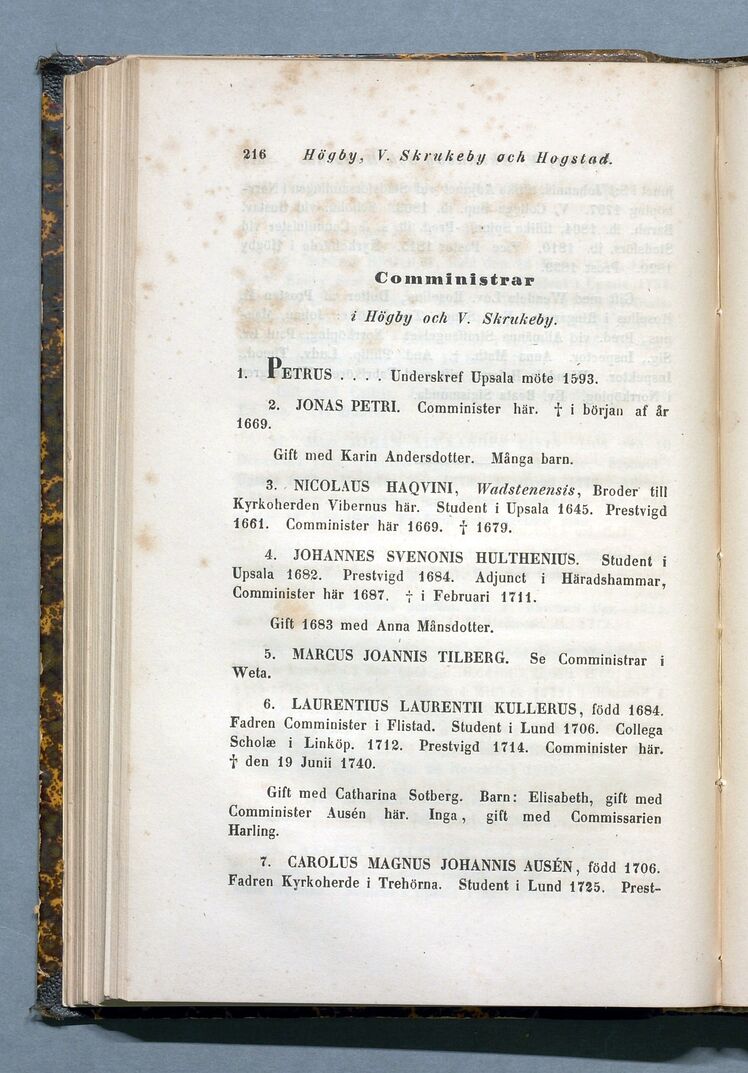 216 Högby, V. Skrukeby och Hogstad.
Comministrar
i Högby och V. Skrukeby.
1. PETRUS . . . . Underskref Upsala möte 1593.
2. JONAS PETRI. Comminister här. † i början af år
1669.
Gift med Karin Andersdotter. Många barn.
3. NICOLAUS HAQVINI, Wadstenensis, Broder till
Kyrkoherden Vibernus här. Student i Upsala 1645. Prestvigd
1661. Comminister här 1669. † 1679.
4. JOHANNES SVENONIS HULTHENIUS. Student i
Upsala 1682. Prestvigd 1684. Adjunct i Häradshammar,
Comminister här 1687. † i Februari 1711.
Gift 1683 med Anna Månsdotter.
5. MARCUS JOANNIS TILBERG. Se Comministrar i
Weta.
6. LAURENTIUS LAURENTII KULLERUS, född 1684.
Fadren Comminister i Flistad. Student i Lund 1706. Collega
Scholæ i Linköp. 1712. Prestvigd 1714. Comminister här.
† den 19 Junii 1740.
Gift med Catharina Sotberg. Barn: Elisabeth, gift med
Comminister Ausén här. Inga, gift med Commissarien
Harling.
7. CAROLUS MAGNUS JOHANNIS AUSÉN, född 1706.
Fadren Kyrkoherde i Trehörna. Student i Lund 1725. Prest-